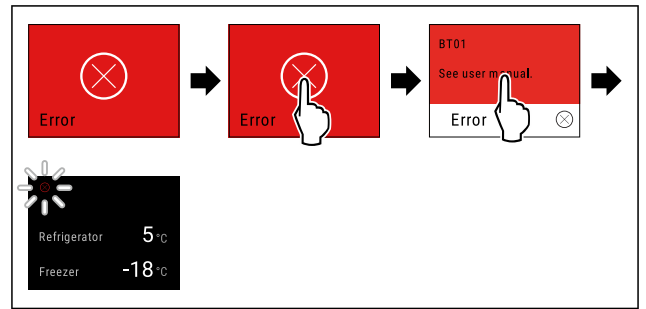 Error
Error
BT01
See user manual.
Error
Refrigerator 5 °C
Freezer -18 °C